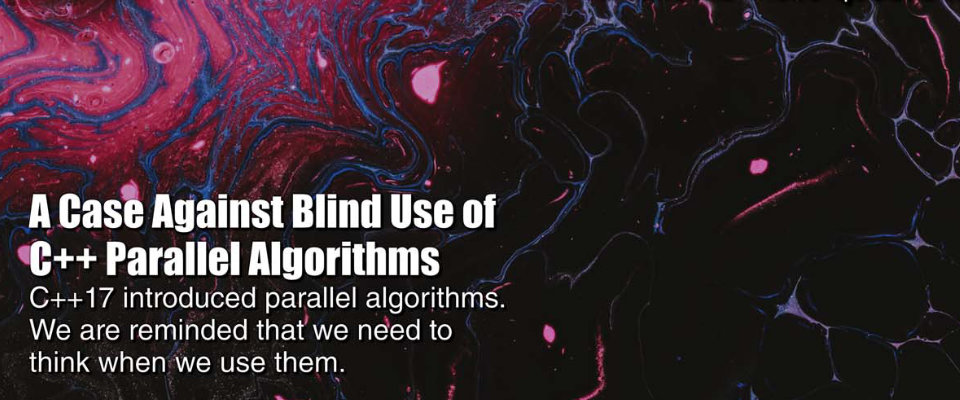 A Case Against Blind Use of
C++ Parallel Algorithms
C++17 introduced parallel algorithms.
We are reminded that we need to
think when we use them.